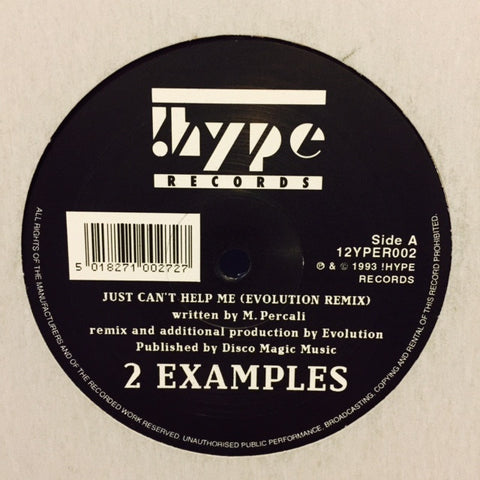 !hype
RECORDS
Side A
12YPER002
℗ & © 1993 !HYPE
RECORDS
5 018271 002727
JUST CAN'T HELP ME (EVOLUTION REMIX)
written by M. Percali
remix and additional production by Evolution
Published by Disco Magic Music
2 EXAMPLES
ALL RIGHTS OF THE MANUFACTURERS AND OF THE RECORDED WORK RESERVED. UNAUTHORISED PUBLIC PERFORMANCE, BROADCASTING, COPYING AND RENTAL OF THIS RECORD PROHIBITED.